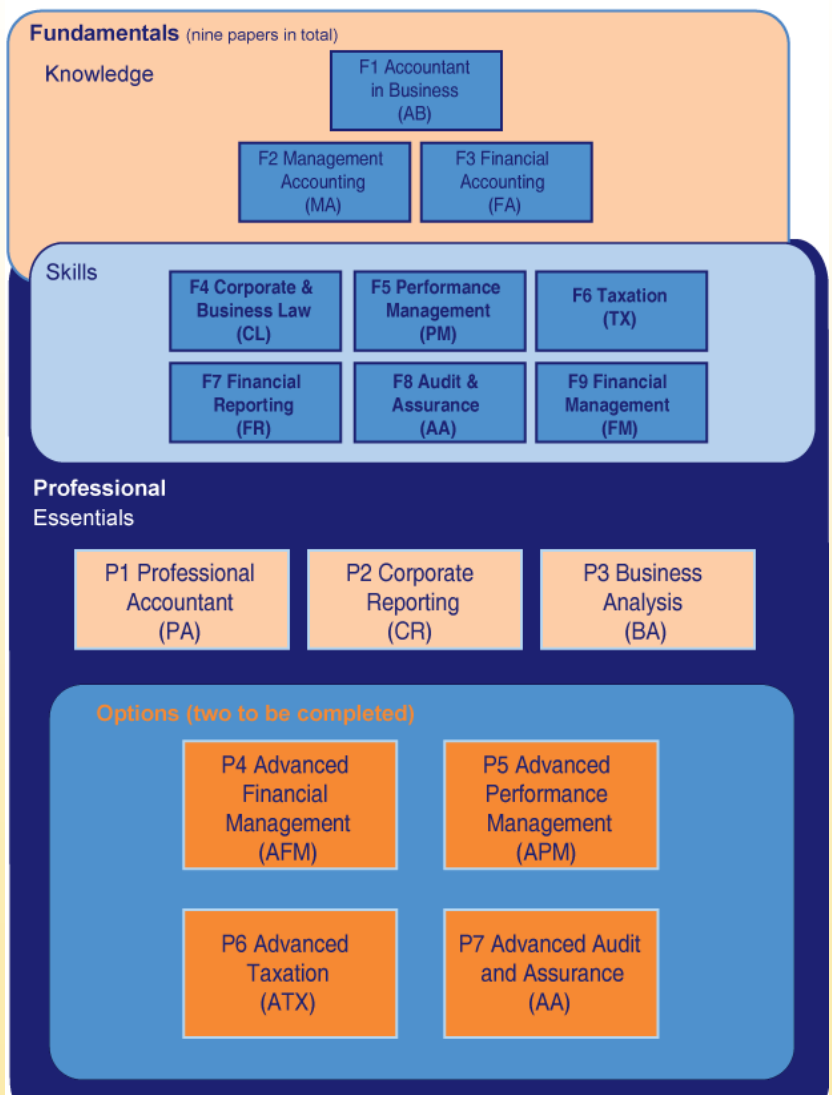 Fundamentals (nine papers in total)
Knowledge
F1 Accountant
in Business
(AB)
F2 Management
Accounting
(MA)
F3 Financial
Accounting
(FA)
Skills
F4 Corporate &
Business Law
(CL)
F5 Performance
Management
(PM)
F6 Taxation
(TX)
F7 Financial
Reporting
(FR)
F8 Audit &
Assurance
(AA)
F9 Financial
Management
(FM)
Professional
Essentials
P1 Professional
Accountant
(PA)
P2 Corporate
Reporting
(CR)
P3 Business
Analysis
(BA)
Options (two to be completed)
P4 Advanced
Financial
Management
(AFM)
P5 Advanced
Performance
Management
(APM)
P6 Advanced
Taxation
(ATX)
P7 Advanced Audit
and Assurance
(AA)